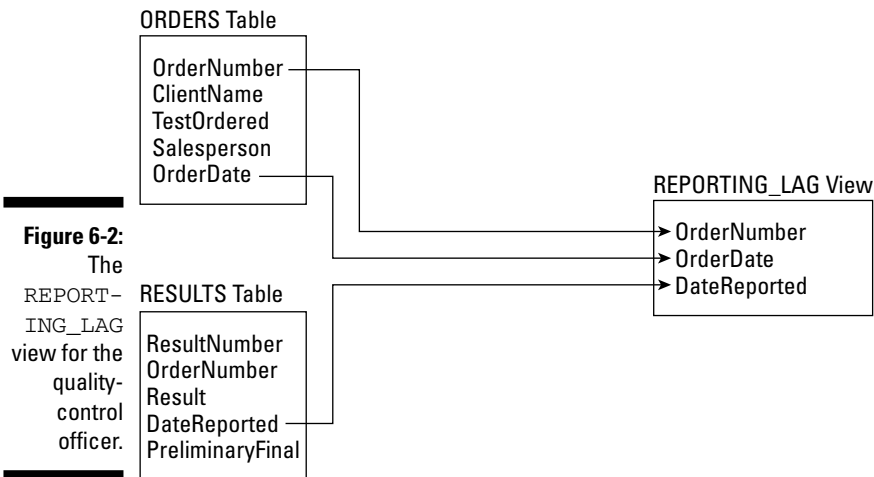 ORDERS Table
OrderNumber
ClientName
TestOrdered
Salesperson
OrderDate
REPORTING_LAG View
OrderNumber
OrderDate
DateReported
Figure 6-2:
The
REPORT-
ING_LAG
view for the
quality-
control
officer.
RESULTS Table
ResultNumber
OrderNumber
Result
DateReported
PreliminaryFinal